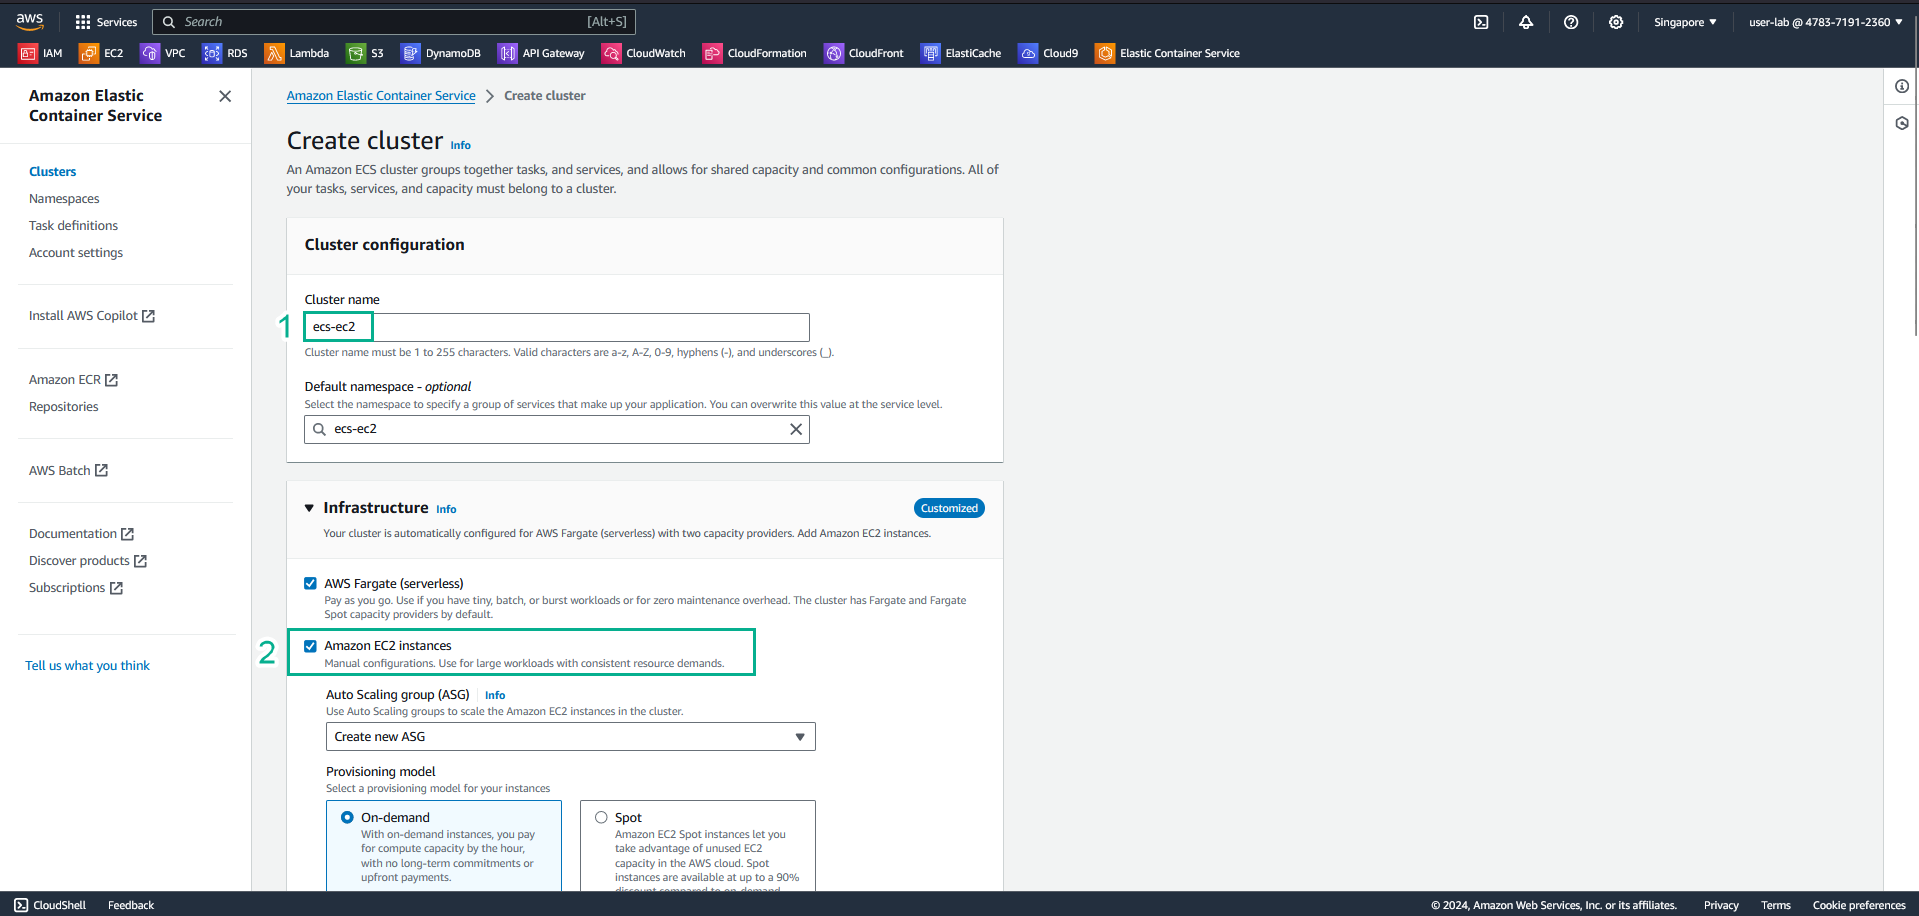 aws
Services
Search
[Alt+S]
Singapore
user-lab @ 4783-7191-2360
IAM
EC2
VPC
RDS
Lambda
S3
DynamoDB
API Gateway
CloudWatch
CloudFormation
CloudFront
ElastiCache
Cloud9
Elastic Container Service
Amazon Elastic
Container Service
Clusters
Namespaces
Task definitions
Account settings
Install AWS Copilot
Amazon ECR
Repositories
AWS Batch
Documentation
Discover products
Subscriptions
Tell us what you think
Amazon Elastic Container Service
Create cluster
Create cluster Info
An Amazon ECS cluster groups together tasks, and services, and allows for shared capacity and common configurations. All of
your tasks, services, and capacity must belong to a cluster.
Cluster configuration
Cluster name
1
ecs-ec2
Cluster name must be 1 to 255 characters. Valid characters are a-z, A-Z, 0-9, hyphens (-), and underscores (_).
Default namespace - optional
Select the namespace to specify a group of services that make up your application. You can overwrite this value at the service level.
ecs-ec2
Infrastructure Info
Customized
Your cluster is automatically configured for AWS Fargate (serverless) with two capacity providers. Add Amazon EC2 instances.
AWS Fargate (serverless)
Pay as you go. Use if you have tiny, batch, or burst workloads or for zero maintenance overhead. The cluster has Fargate and Fargate
Spot capacity providers by default.
2
Amazon EC2 instances
Manual configurations. Use for large workloads with consistent resource demands.
Auto Scaling group (ASG) Info
Use Auto Scaling groups to scale the Amazon EC2 instances in the cluster.
Create new ASG
Provisioning model
Select a provisioning model for your instances
On-demand
With on-demand instances, you pay
for compute capacity by the hour,
with no long-term commitments or
upfront payments.
Spot
Amazon EC2 Spot instances let you
take advantage of unused EC2
capacity in the AWS cloud. Spot
instances are available at up to a 90%
discount compared to on-demand
CloudShell
Feedback
© 2024, Amazon Web Services, Inc. or its affiliates.
Privacy
Terms
Cookie preferences